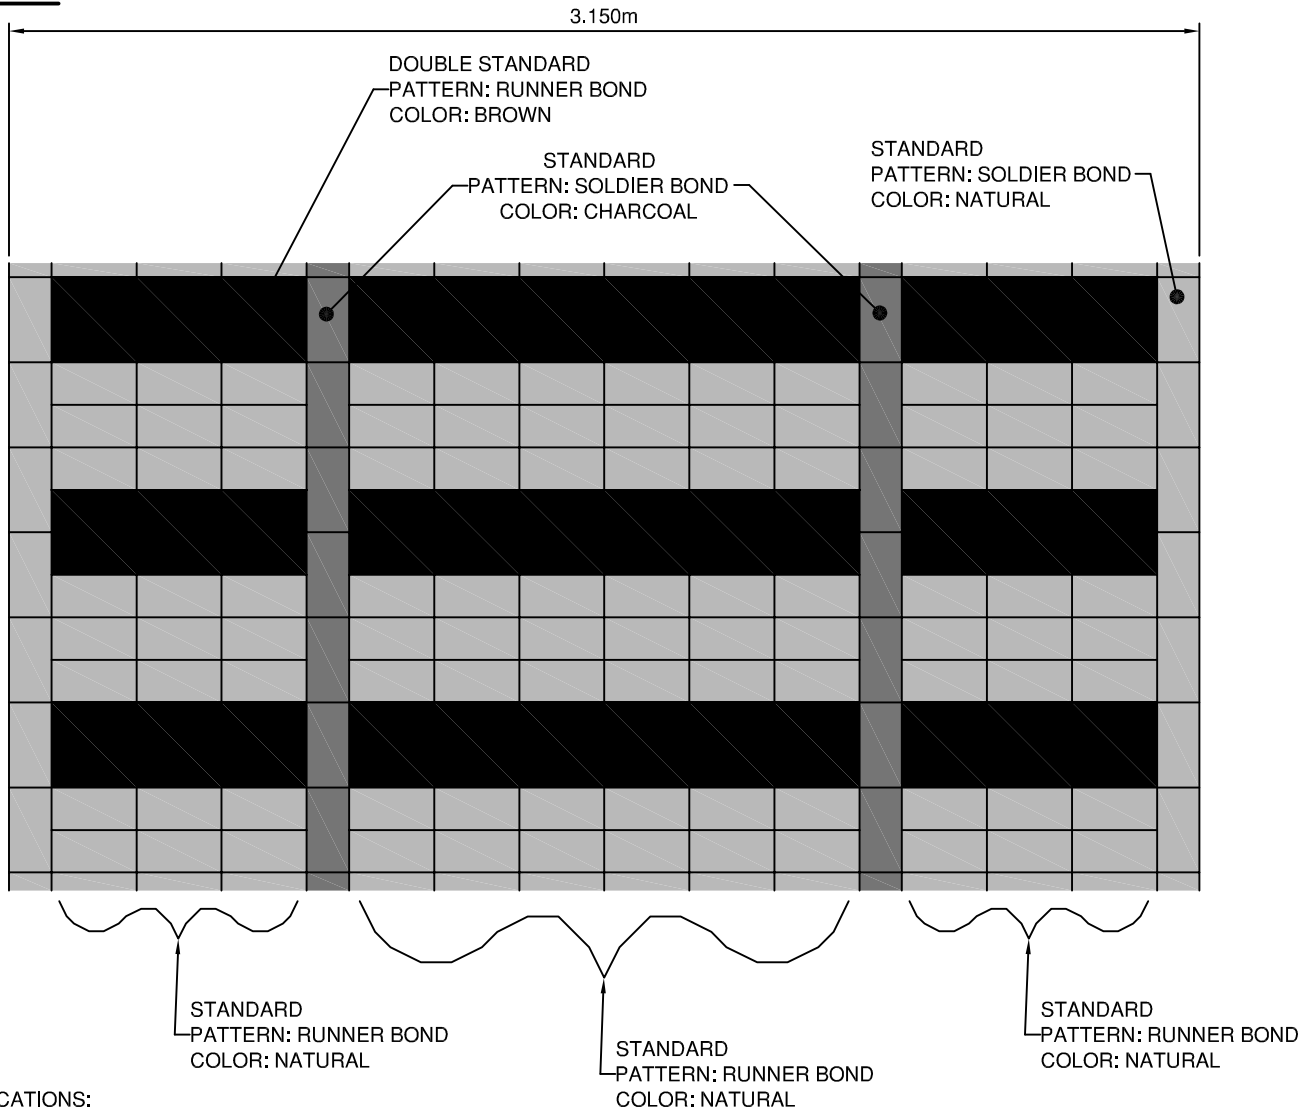 3.150m
DOUBLE STANDARD
PATTERN: RUNNER BOND
COLOR: BROWN
STANDARD
PATTERN: SOLDIER BOND
COLOR: CHARCOAL
STANDARD
PATTERN: SOLDIER BOND
COLOR: NATURAL
STANDARD
PATTERN: RUNNER BOND
COLOR: NATURAL
STANDARD
PATTERN: RUNNER BOND
COLOR: NATURAL
STANDARD
PATTERN: RUNNER BOND
COLOR: NATURAL
CATIONS: